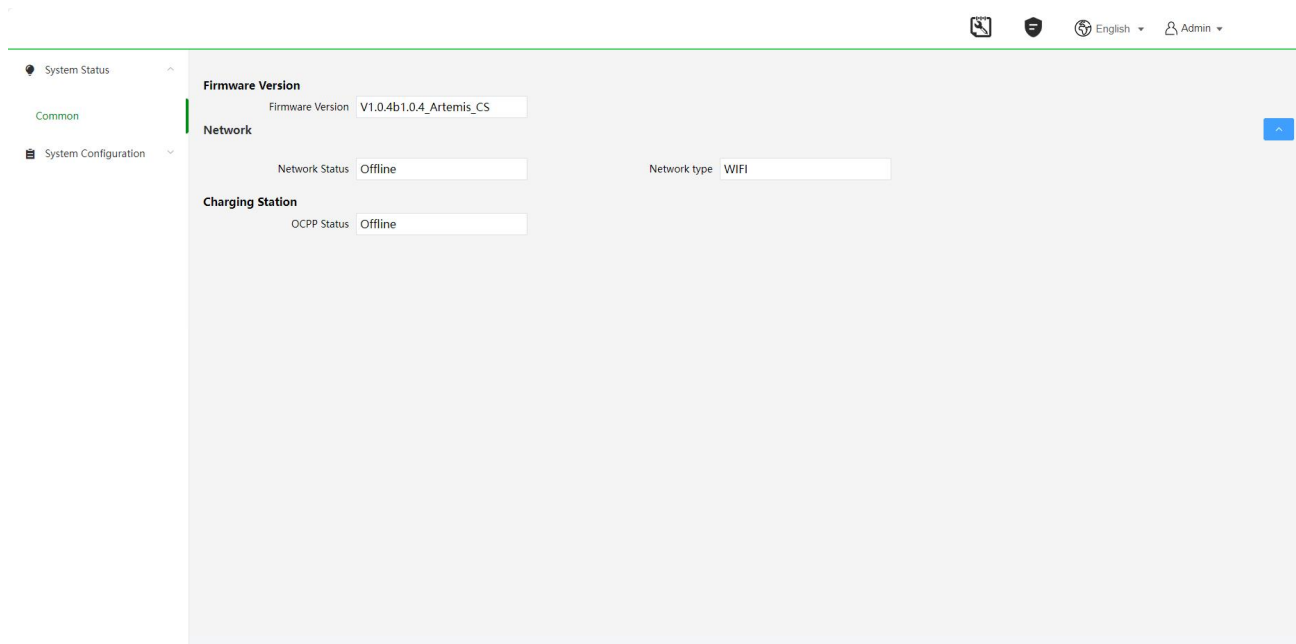 English Admin
System Status
Common
System Configuration
Firmware Version
Firmware Version V1.0.4b1.0.4_Artemis_CS
Network
Network Status Offline Network type WIFI
Charging Station
OCPP Status Offline